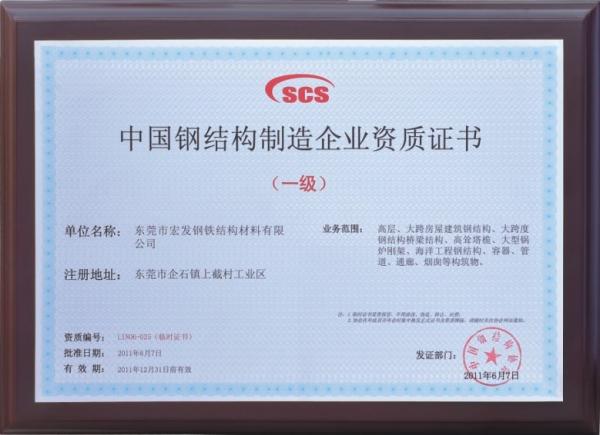 SCS
中国钢结构制造企业资质证书
（一级）
单位名称： 东莞市宏发钢铁结构材料有限
公司
注册地址： 东莞市企石镇上截村工业区
业务范围： 高层、大跨房屋建筑钢结构、大跨度
钢结构桥梁结构、高耸塔桅、大型锅
炉刚架、海洋工程钢结构、容器、管
道、通廊、烟囱等构筑物。
资质编号： LINO6-025（临时证书）
批准日期： 2011年6月7日
有 效 期： 2011年12月31日前有效
发证部门：
2011年6月7日